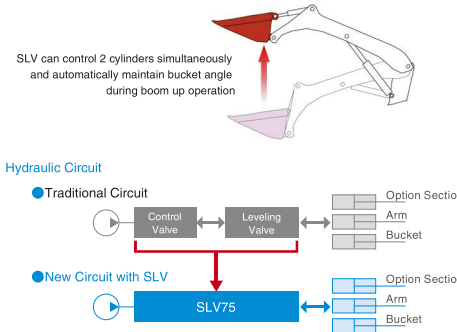 SLV can control 2 cylinders simultaneously
and automatically maintain bucket angle
during boom up operation
Hydraulic Circuit
●Traditional Circuit
Control
Valve
Leveling
Valve
Option Sectio
Arm
Bucket
●New Circuit with SLV
SLV75
Option Sectio
Arm
Bucket